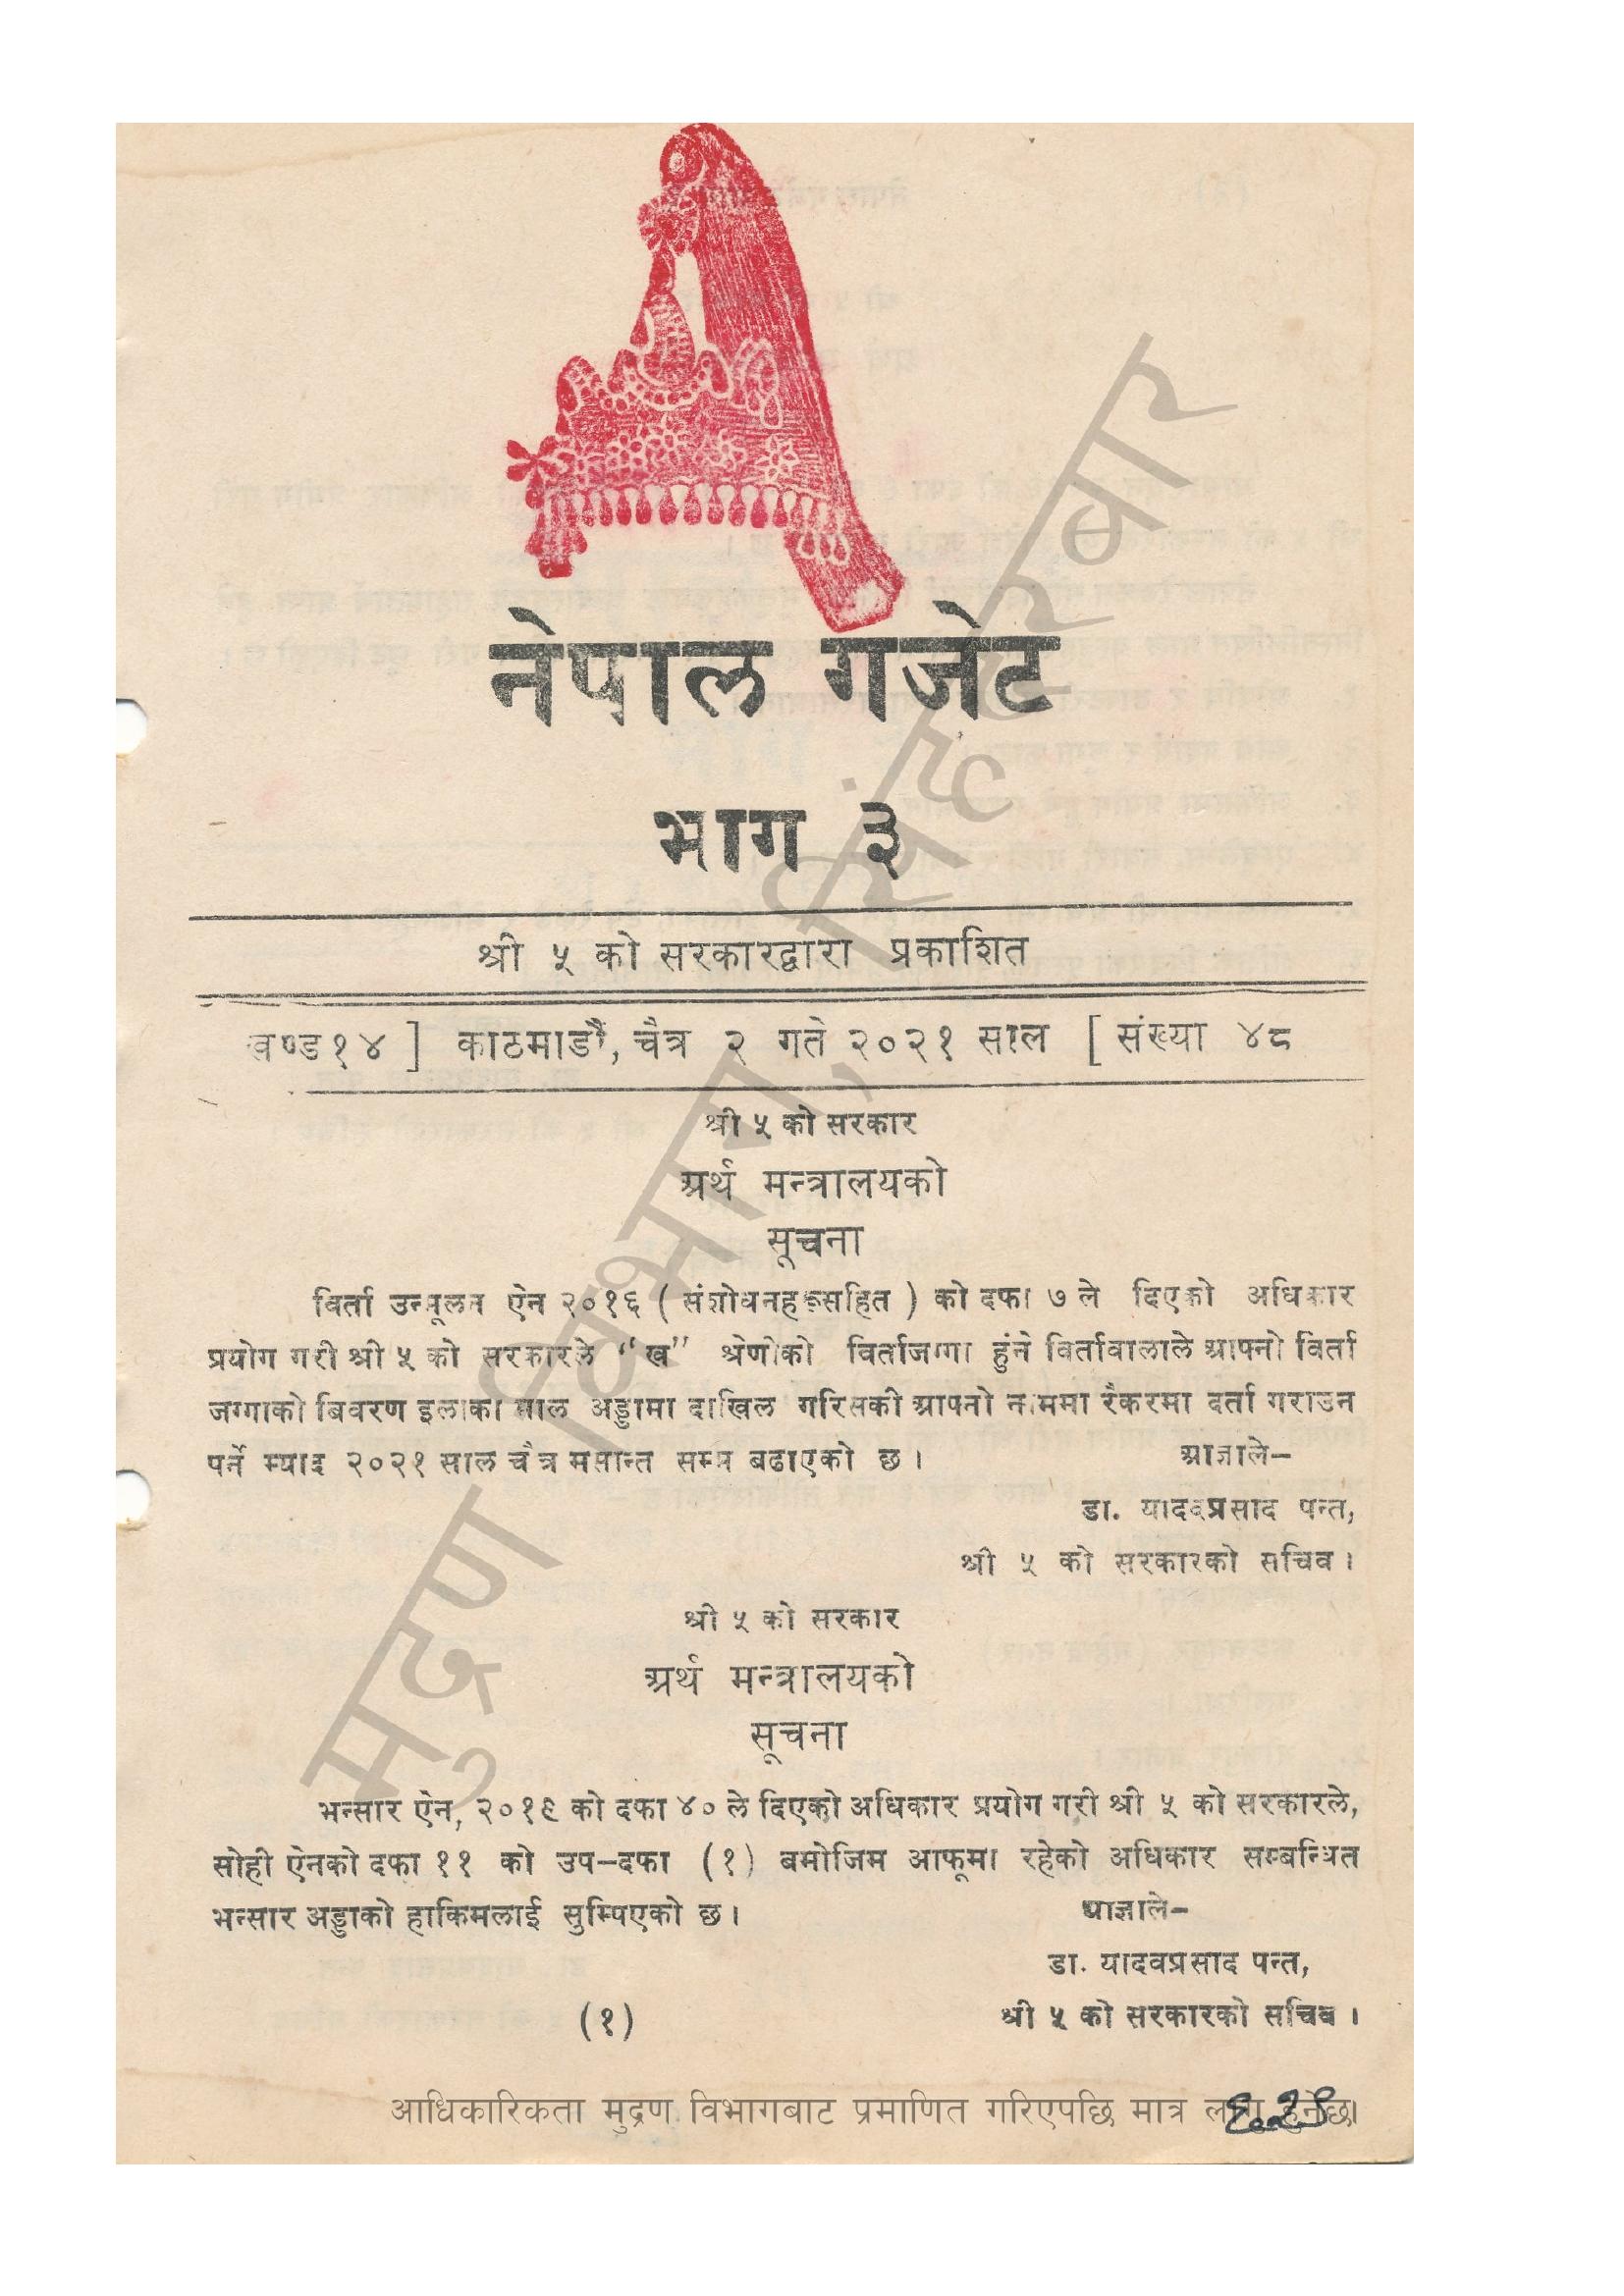 नेपाल गजेट
भाग ३
श्री ५ को सरकारद्वारा प्रकाशित
खण्ड १४ ] काठमाडौं, चैत्र २ गते २०२१ साल [ संख्या ४८
श्री ५ को सरकार
अर्थ मन्त्रालयको
सूचना
विर्ता उन्मूलन ऐन २०१६ ( संशोधनहरूसहित ) को दफा ७ ले दिएको अधिकार
प्रयोग गरी श्री ५ को सरकारले “ख” श्रेणीको विर्ताजग्गा हुंने विर्तावालाले आफ्नो विर्ता
जग्गाको बिवरण इलाका माल अड्डामा दाखिल गरिसकी आफ्नो नाममा रैकरमा दर्ता गराउन
पर्ने म्याद २०२१ साल चैत्र मसान्त सम्म बढाएको छ । आज्ञाले–
डा. यादवप्रसाद पन्त,
श्री ५ को सरकारको सचिव ।
श्री ५ को सरकार
अर्थ मन्त्रालयको
सूचना
भन्सार ऐन, २०१९ को दफा ४० ले दिएको अधिकार प्रयोग गरी श्री ५ को सरकारले,
सोही ऐनको दफा ११ को उप–दफा (१) बमोजिम आफूमा रहेको अधिकार सम्बन्धित
भन्सार अड्डाको हाकिमलाई सुम्पिएको छ । आज्ञाले–
डा. यादवप्रसाद पन्त,
(१) श्री ५ को सरकारको सचिव ।
मुद्रण विभाग, सिंहदरबार
आधिकारिकता मुद्रण विभागबाट प्रमाणित गरिएपछि मात्र लागु हुनेछ।